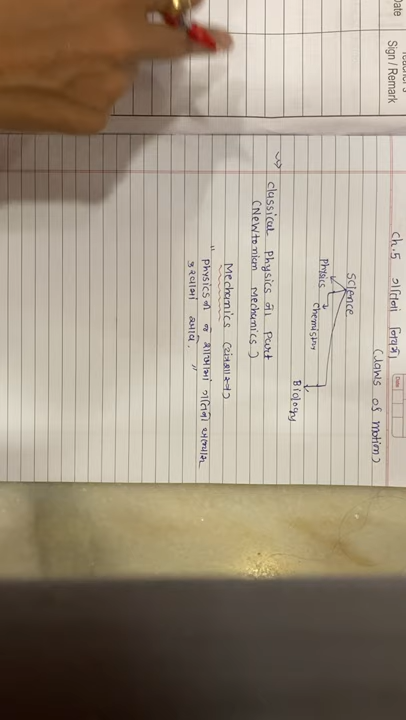 Date
Sign / Remark
Date
Ch.5 ગતિના નિયમો
(Laws of motion)
Science
Physics
Chemistry
Biology
→ Classical Physics નો Part
(Newtonian mechanics)
Mechanics (યંત્રશાસ્ત્ર)
" Physics ની જે શાખામાં ગતિનો અભ્યાસ
કરવામાં આવે. "